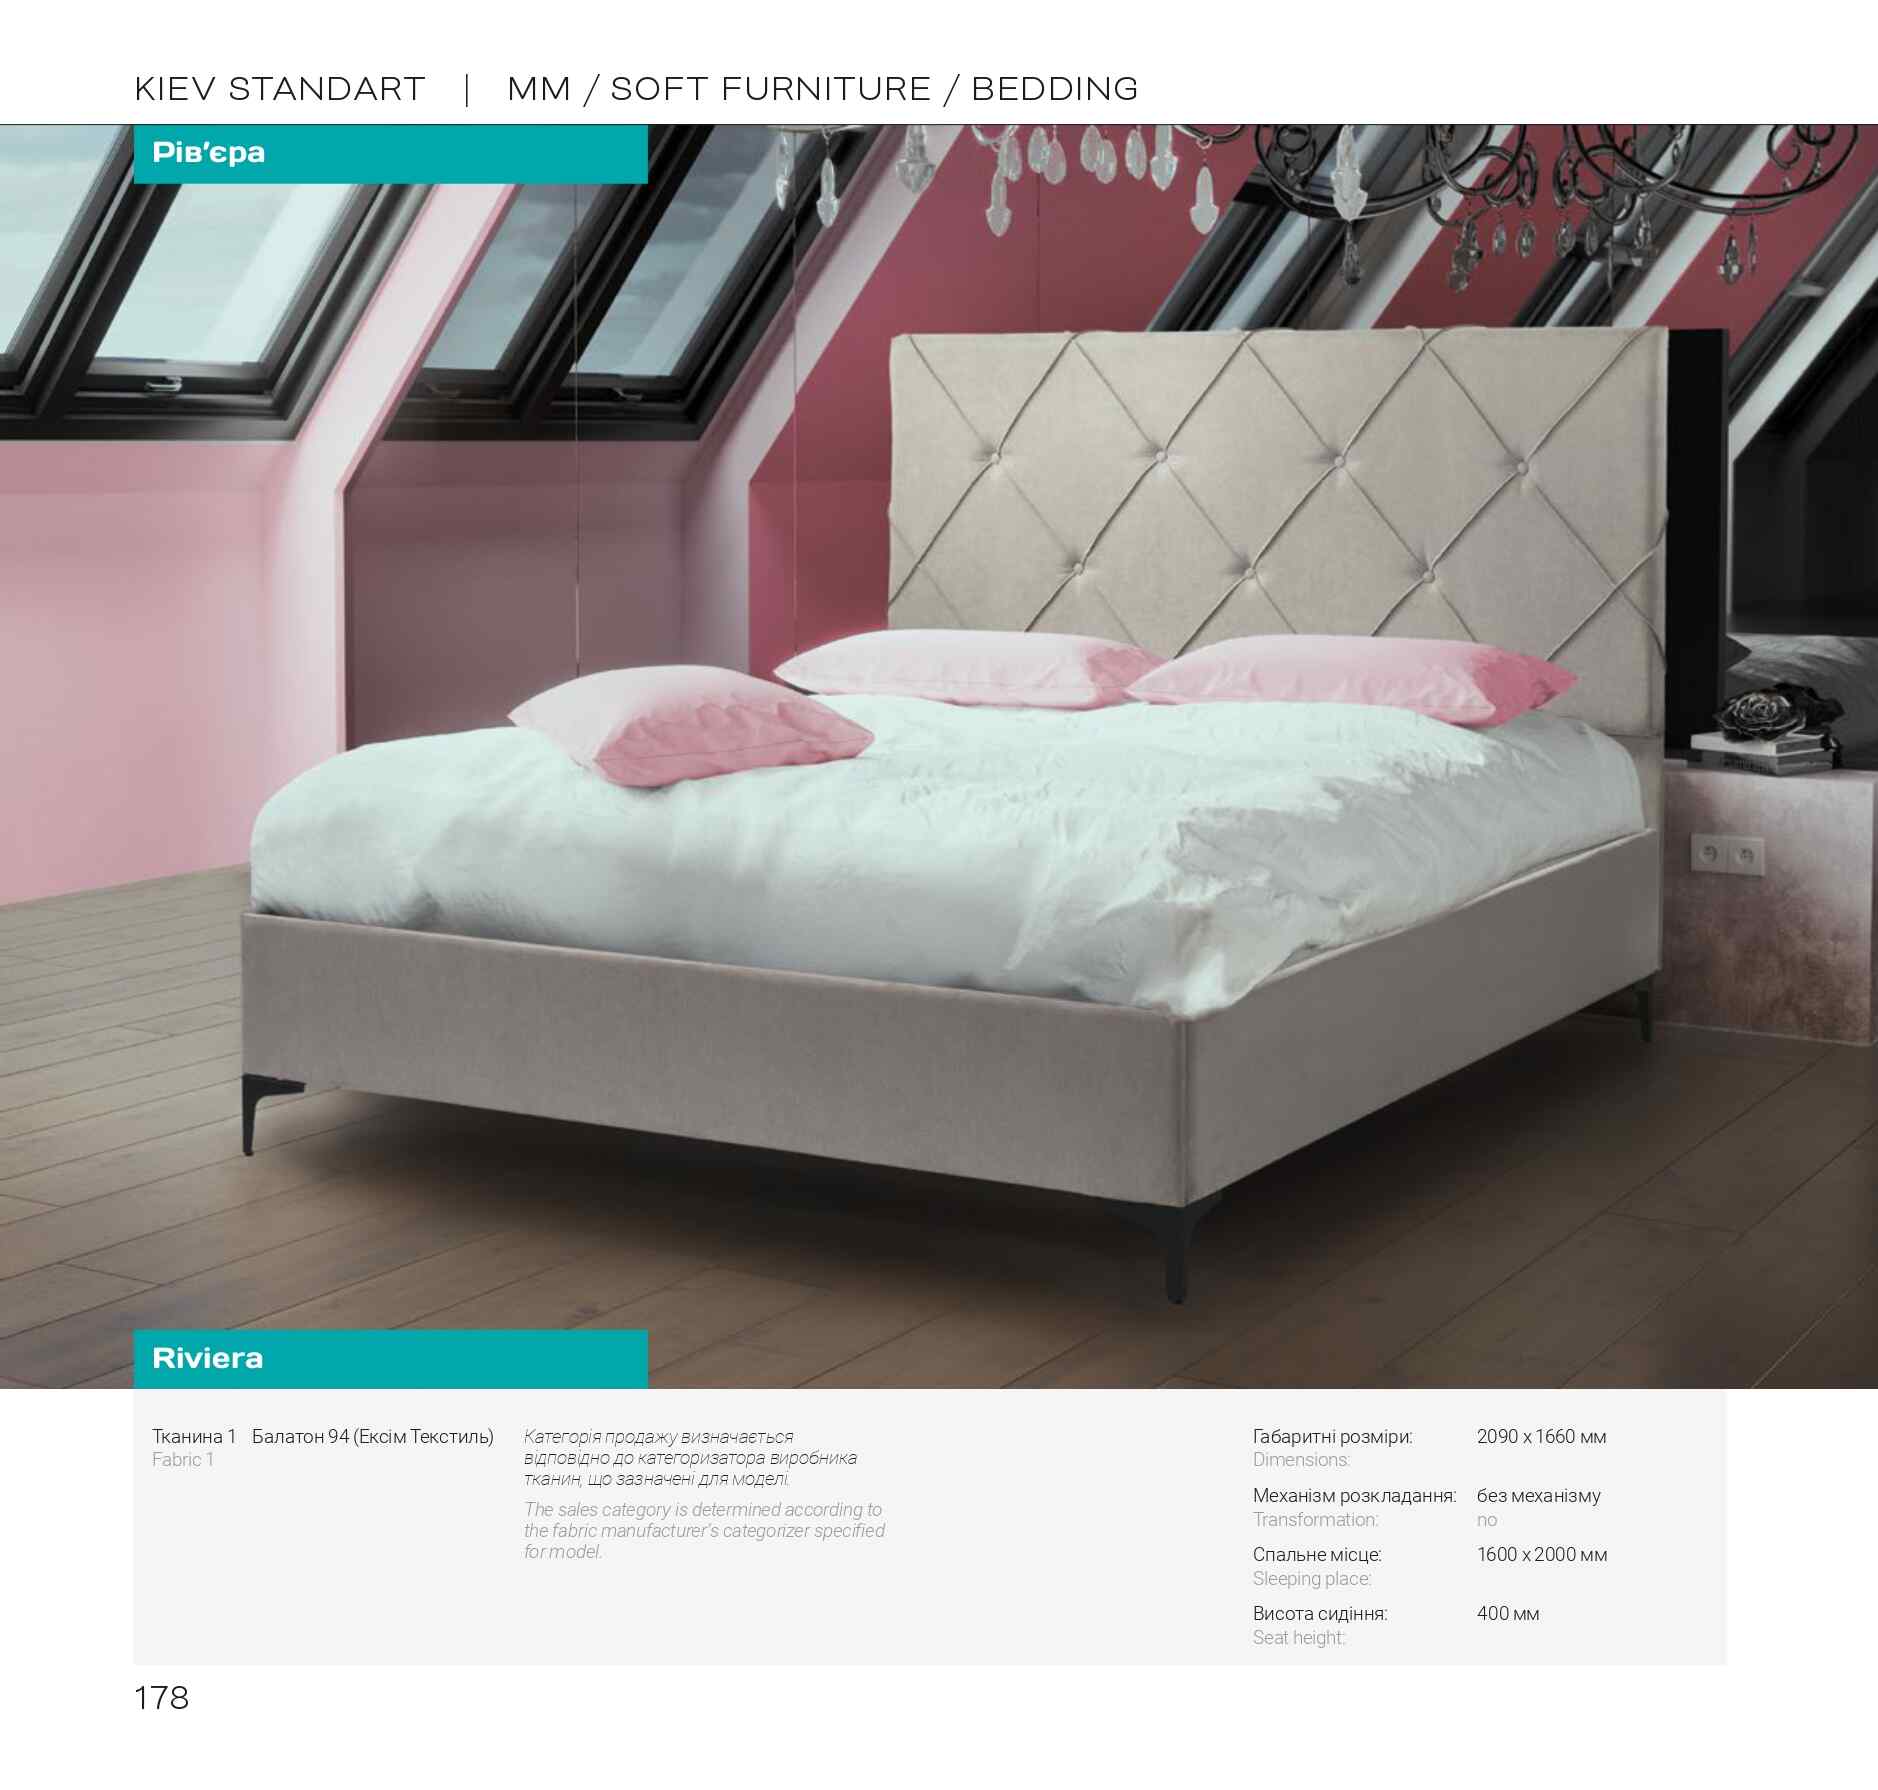 KIEV STANDART | MM / SOFT FURNITURE / BEDDING
Рів’єра
Riviera
Тканина 1 Балатон 94 (Ексім Текстиль)
Fabric 1
Категорія продажу визначається
відповідно до категоризатора виробника
тканин, що зазначені для моделі.
The sales category is determined according to
the fabric manufacturer’s categorizer specified
for model.
Габаритні розміри: 2090 x 1660 мм
Dimensions:
Механізм розкладання: без механізму
Transformation: no
Спальне місце: 1600 x 2000 мм
Sleeping place:
Висота сидіння: 400 мм
Seat height:
178